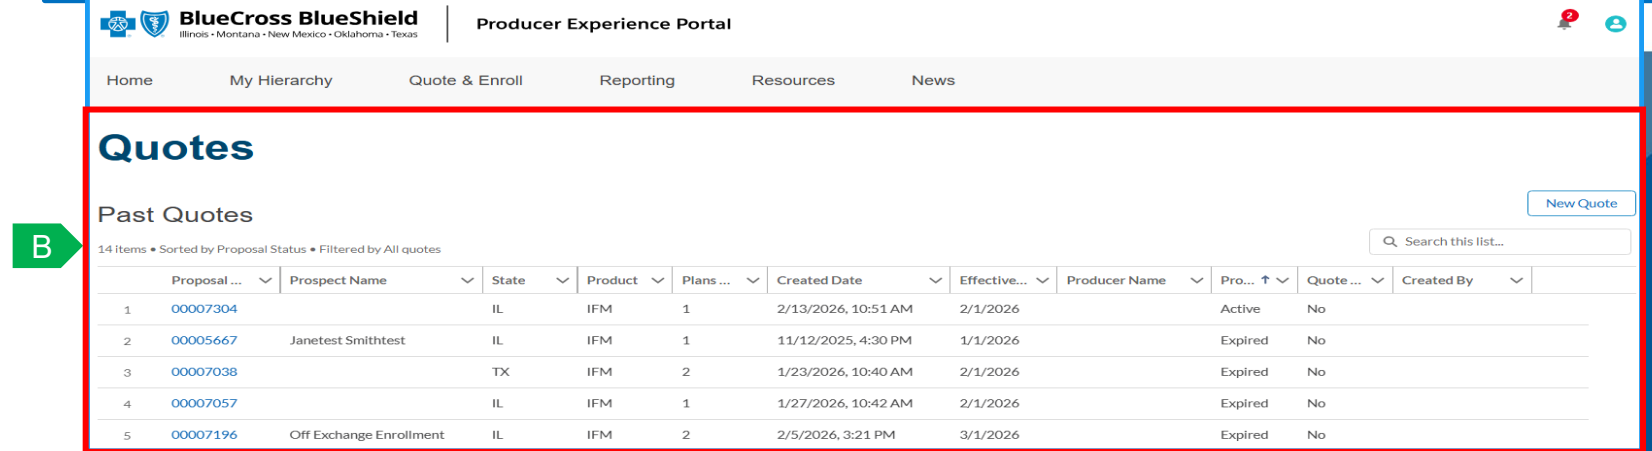 BlueCross BlueShield
Illinois • Montana • New Mexico • Oklahoma • Texas
Producer Experience Portal
2
Home My Hierarchy Quote & Enroll Reporting Resources News
Quotes
New Quote
Past Quotes
B
14 items • Sorted by Proposal Status • Filtered by All quotes
Search this list...
Proposal ... Prospect Name State Product Plans ... Created Date Effective... Producer Name Pro... ↑ Quote ... Created By
1 00007304 IL IFM 1 2/13/2026, 10:51 AM 2/1/2026 Active No
2 00005667 Janetest Smithtest IL IFM 1 11/12/2025, 4:30 PM 1/1/2026 Expired No
3 00007038 TX IFM 2 1/23/2026, 10:40 AM 2/1/2026 Expired No
4 00007057 IL IFM 1 1/27/2026, 10:42 AM 2/1/2026 Expired No
5 00007196 Off Exchange Enrollment IL IFM 2 2/5/2026, 3:21 PM 3/1/2026 Expired No